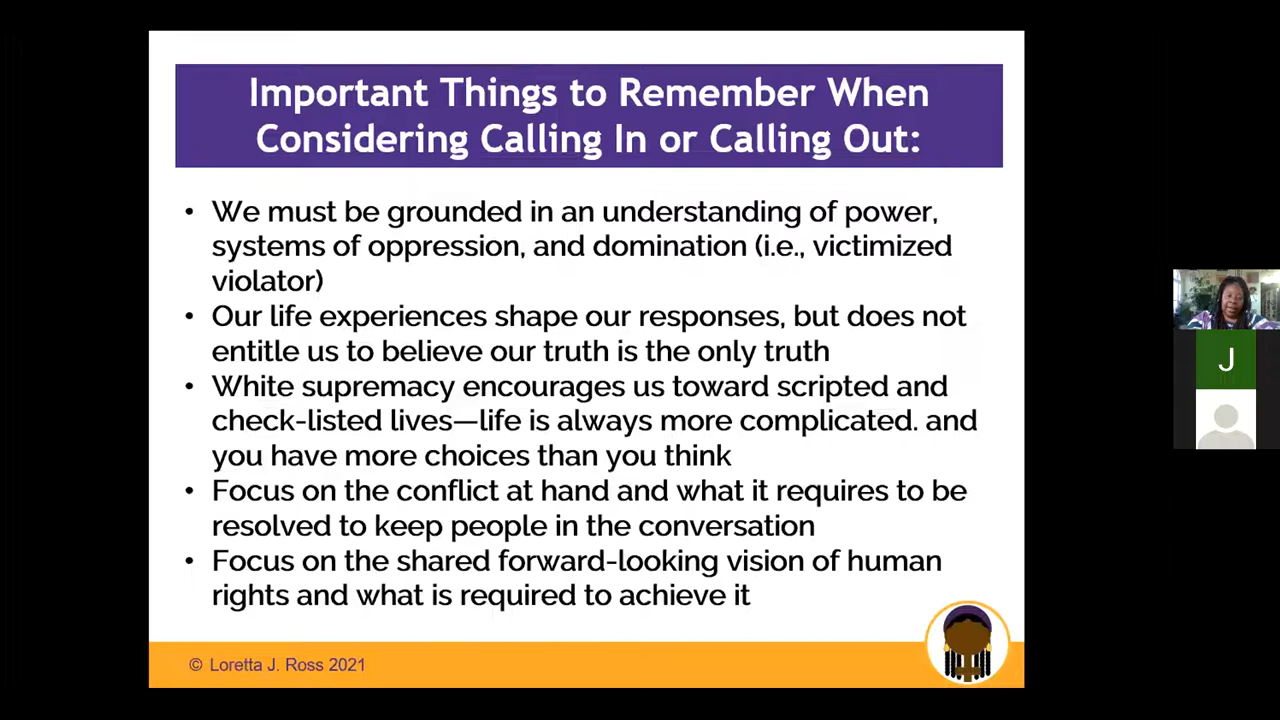 Important Things to Remember When
Considering Calling In or Calling Out:
• We must be grounded in an understanding of power,
systems of oppression, and domination (i.e., victimized
violator)
• Our life experiences shape our responses, but does not
entitle us to believe our truth is the only truth
• White supremacy encourages us toward scripted and
check-listed lives—life is always more complicated. and
you have more choices than you think
• Focus on the conflict at hand and what it requires to be
resolved to keep people in the conversation
• Focus on the shared forward-looking vision of human
rights and what is required to achieve it
© Loretta J. Ross 2021
J